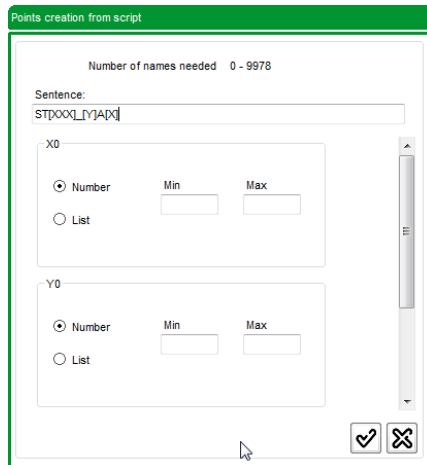 Points creation from script
Number of names needed 0 - 9978
Sentence:
ST[XXX]_[Y]A[X]
X0
Number Min Max
List
Y0
Number Min Max
List